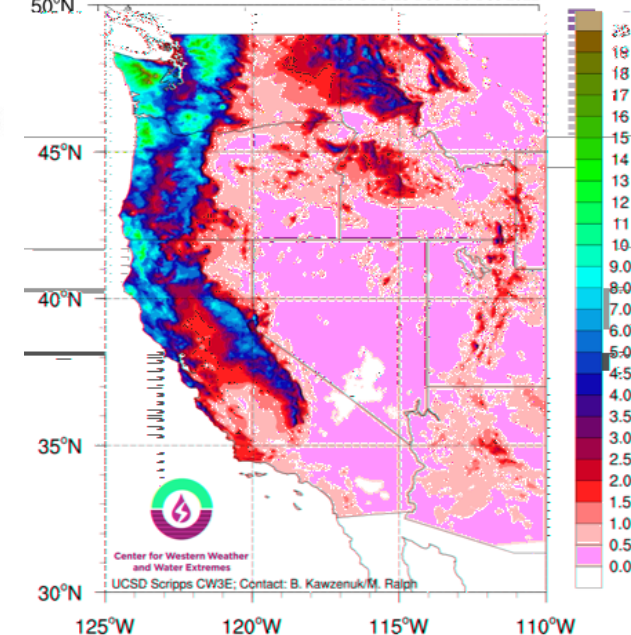 50°N
45°N
40°N
35°N
30°N
125°W
120°W
115°W
110°W
Center for Western Weather
and Water Extremes
UCSD Scripps CW3E; Contact: B. Kawzenuk/M. Ralph
25
19
18
17
16
15
14
13
12
11
10
9.0
8.0
7.0
6.0
5.0
4.5
4.0
3.5
3.0
2.5
2.0
1.5
1.0
0.5
0.0